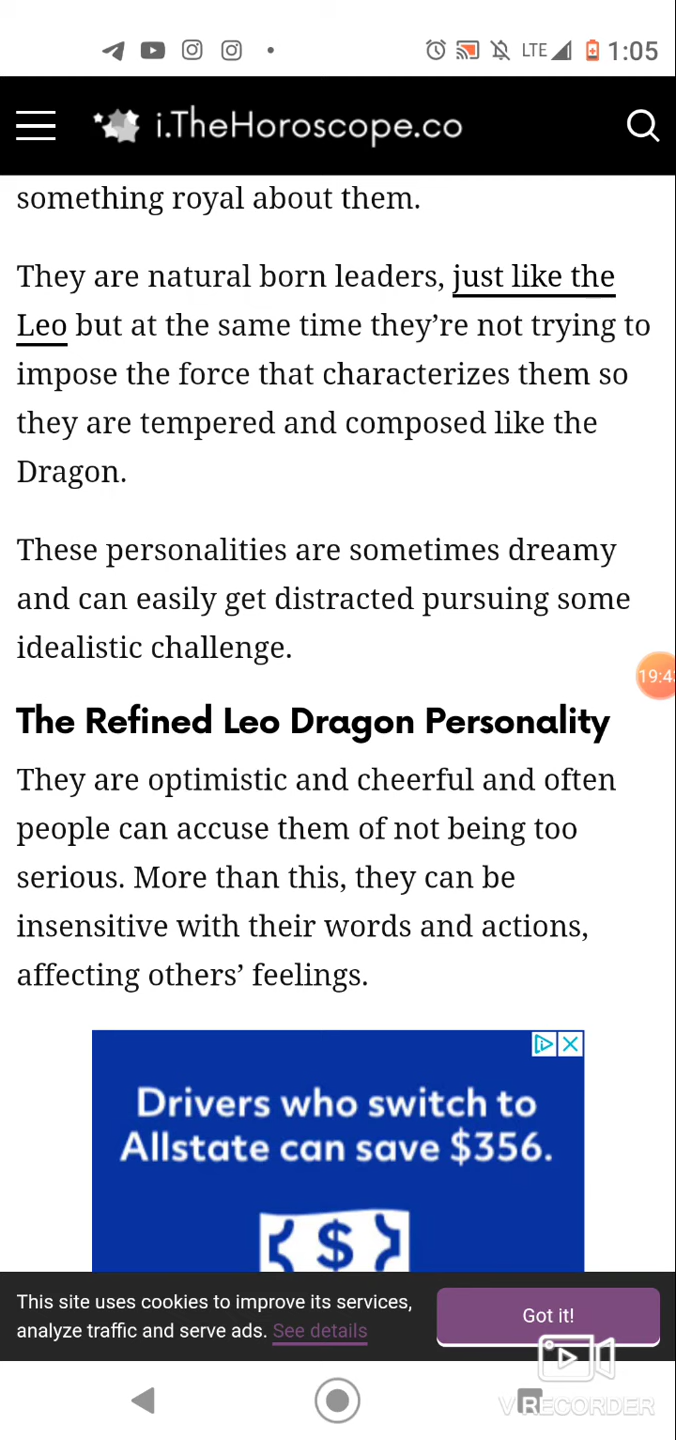 LTE 1:05
i.TheHoroscope.co
something royal about them.
They are natural born leaders, just like the
Leo but at the same time they’re not trying to
impose the force that characterizes them so
they are tempered and composed like the
Dragon.
These personalities are sometimes dreamy
and can easily get distracted pursuing some
idealistic challenge.
19:43
The Refined Leo Dragon Personality
They are optimistic and cheerful and often
people can accuse them of not being too
serious. More than this, they can be
insensitive with their words and actions,
affecting others’ feelings.
Drivers who switch to
Allstate can save $356.
$
This site uses cookies to improve its services,
analyze traffic and serve ads. See details
Got it!
VRECORDER